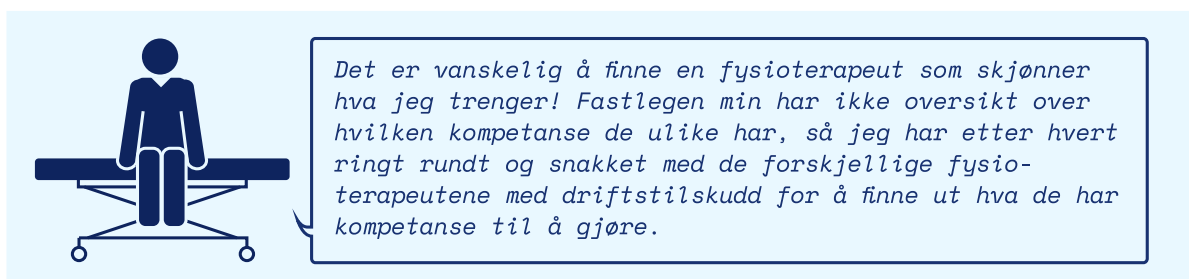 Det er vanskelig å finne en fysioterapeut som skjønner
hva jeg trenger! Fastlegen min har ikke oversikt over
hvilken kompetanse de ulike har, så jeg har etter hvert
ringt rundt og snakket med de forskjellige fysio-
terapeutene med driftstilskudd for å finne ut hva de har
kompetanse til å gjøre.